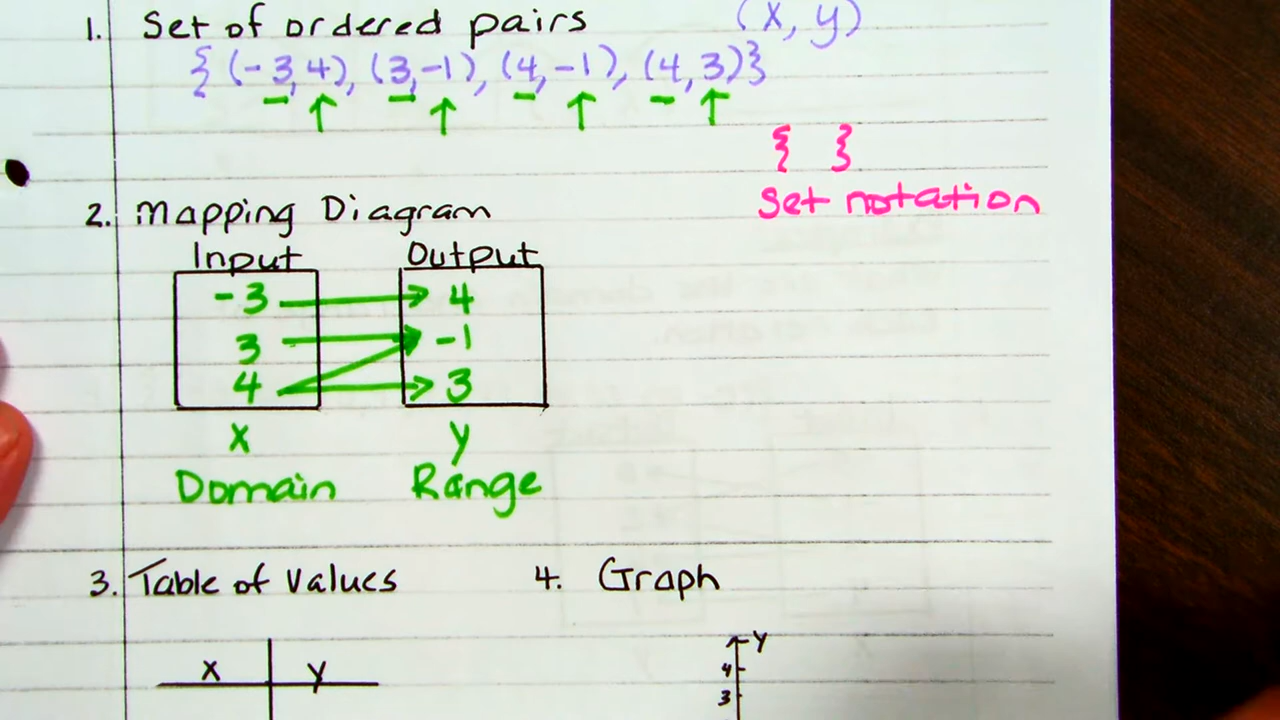 1. Set of ordered pairs (x, y)
{(-3,4), (3,-1), (4,-1), (4,3)}
{ }
set notation
2. Mapping Diagram
Input Output
-3 4
3 -1
4 3
x y
Domain Range
3. Table of values 4. Graph
x y
y
4
3